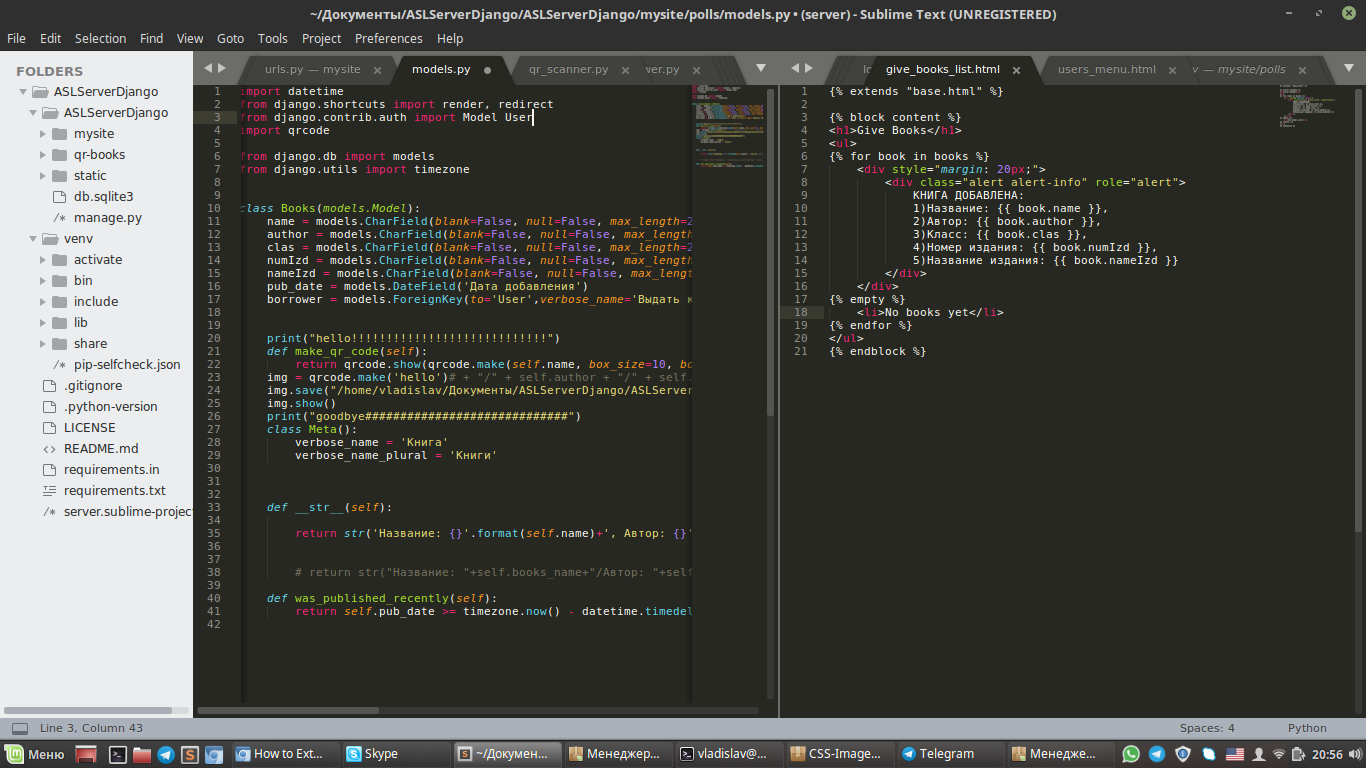 ~/Документы/ASLServerDjango/ASLServerDjango/mysite/polls/models.py • (server) - Sublime Text (UNREGISTERED)
File Edit Selection Find View Goto Tools Project Preferences Help
FOLDERS
ASLServerDjango
ASLServerDjango
mysite
qr-books
static
db.sqlite3
manage.py
venv
activate
bin
include
lib
share
pip-selfcheck.json
.gitignore
.python-version
LICENSE
README.md
requirements.in
requirements.txt
server.sublime-projec
urls.py — mysite × models.py • qr_scanner.py × ver.py ×
1 import datetime
2 from django.shortcuts import render, redirect
3 from django.contrib.auth import Model User
4 import qrcode
5
6 from django.db import models
7 from django.utils import timezone
8
9
10 class Books(models.Model):
11 name = models.CharField(blank=False, null=False, max_length=2
12 author = models.CharField(blank=False, null=False, max_length
13 clas = models.CharField(blank=False, null=False, max_length=2
14 numIzd = models.CharField(blank=False, null=False, max_length
15 nameIzd = models.CharField(blank=False, null=False, max_lengt
16 pub_date = models.DateField('Дата добавления')
17 borrower = models.ForeignKey(to='User',verbose_name='Выдать к
18
19
20 print("hello!!!!!!!!!!!!!!!!!!!!!!!!!!!!")
21 def make_qr_code(self):
22 return qrcode.show(qrcode.make(self.name, box_size=10, bo
23 img = qrcode.make('hello')# + "/" + self.author + "/" + self.
24 img.save("/home/vladislav/Документы/ASLServerDjango/ASLServer
25 img.show()
26 print("goodbye#############################")
27 class Meta():
28 verbose_name = 'Книга'
29 verbose_name_plural = 'Книги'
30
31
32
33 def __str__(self):
34
35 return str('Название: {}'.format(self.name)+', Автор: {}'
36
37
38 # return str("Название: "+self.books_name+"/Автор: "+self
39
40 def was_published_recently(self):
41 return self.pub_date >= timezone.now() - datetime.timedel
42
give_books_list.html × users_menu.html × v — mysite/polls ×
1 {% extends "base.html" %}
2
3 {% block content %}
4 <h1>Give Books</h1>
5 <ul>
6 {% for book in books %}
7 <div style="margin: 20px;">
8 <div class="alert alert-info" role="alert">
9 КНИГА ДОБАВЛЕНА:
10 1)Название: {{ book.name }},
11 2)Автор: {{ book.author }},
12 3)Класс: {{ book.clas }},
13 4)Номер издания: {{ book.numIzd }},
14 5)Название издания: {{ book.nameIzd }}
15 </div>
16 </div>
17 {% empty %}
18 <li>No books yet</li>
19 {% endfor %}
20 </ul>
21 {% endblock %}
Line 3, Column 43 Spaces: 4 Python
Меню How to Ext... Skype ~/Докумен... Менеджер... vladislav@... CSS-Image... Telegram Менедже... 20:56